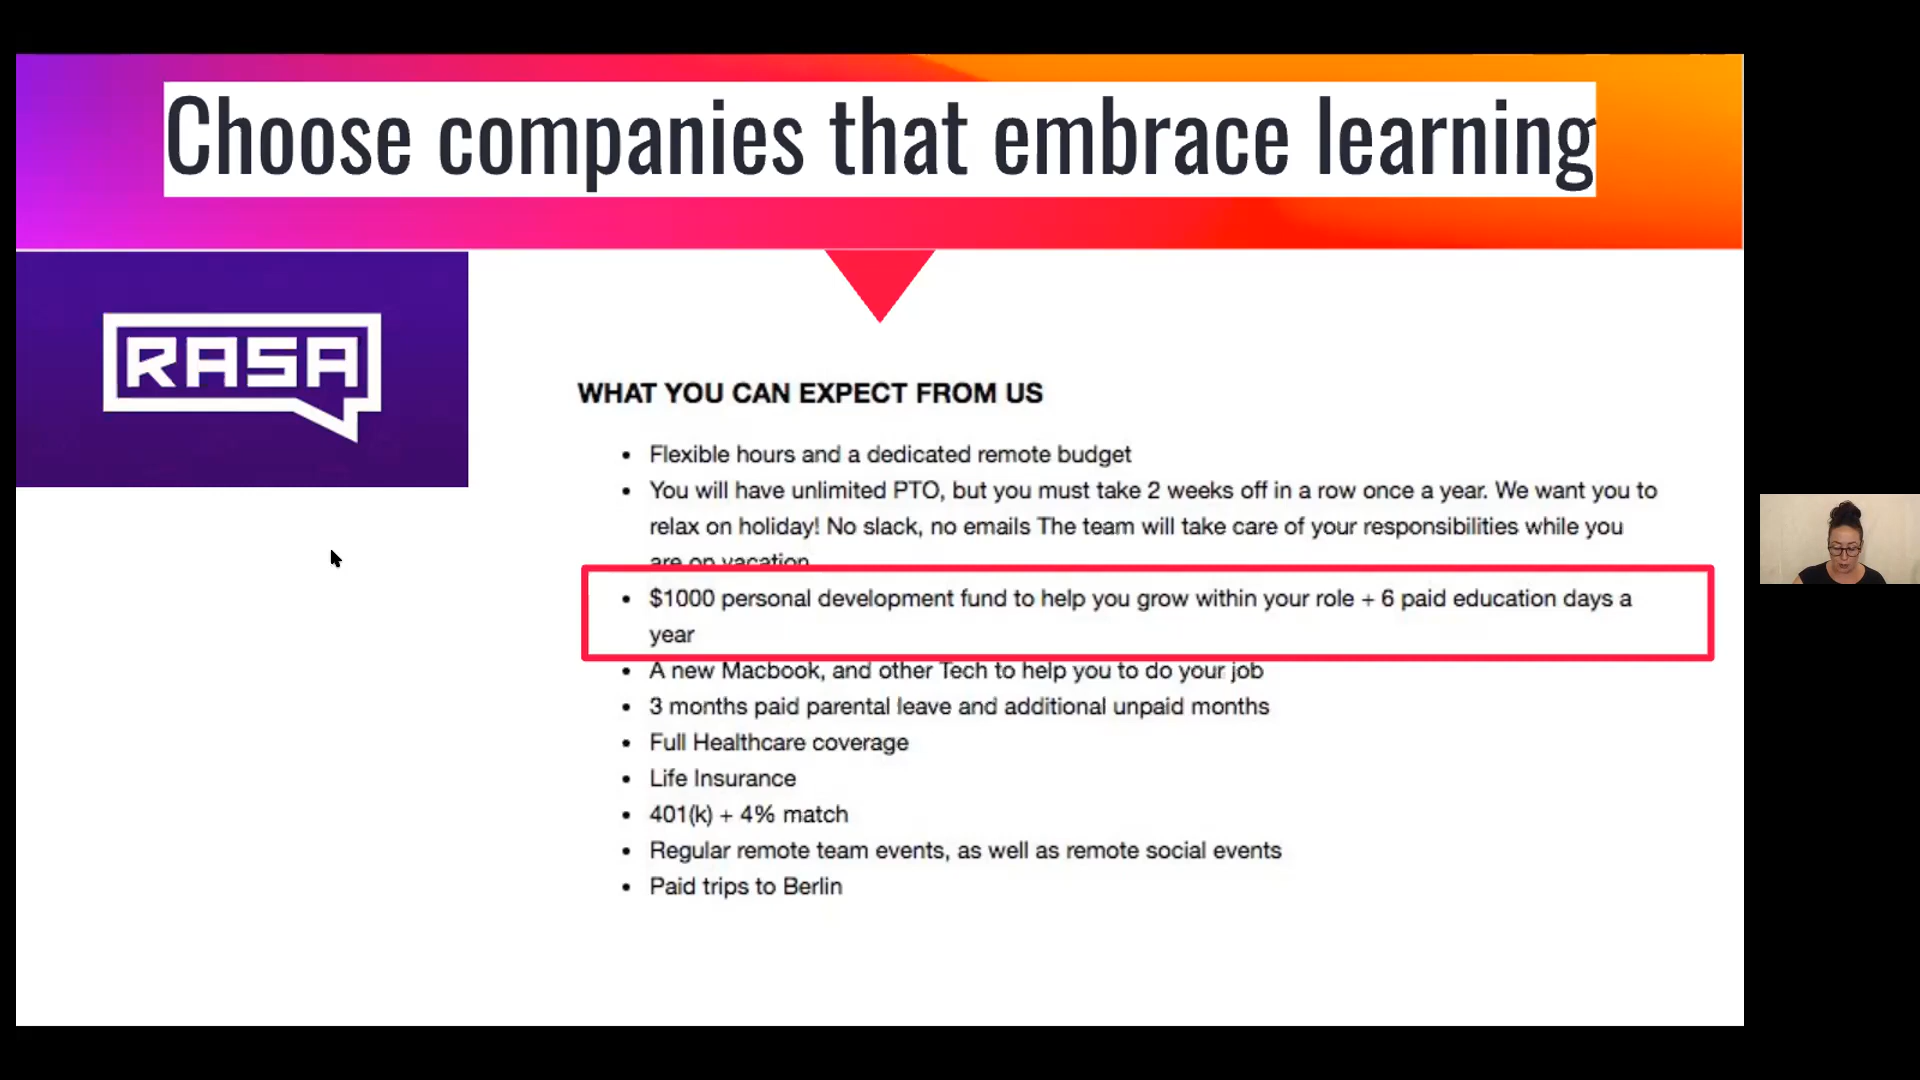 Choose companies that embrace learning
RASA
WHAT YOU CAN EXPECT FROM US
• Flexible hours and a dedicated remote budget
• You will have unlimited PTO, but you must take 2 weeks off in a row once a year. We want you to
relax on holiday! No slack, no emails The team will take care of your responsibilities while you
are on vacation
• $1000 personal development fund to help you grow within your role + 6 paid education days a
year
• A new Macbook, and other Tech to help you to do your job
• 3 months paid parental leave and additional unpaid months
• Full Healthcare coverage
• Life Insurance
• 401(k) + 4% match
• Regular remote team events, as well as remote social events
• Paid trips to Berlin